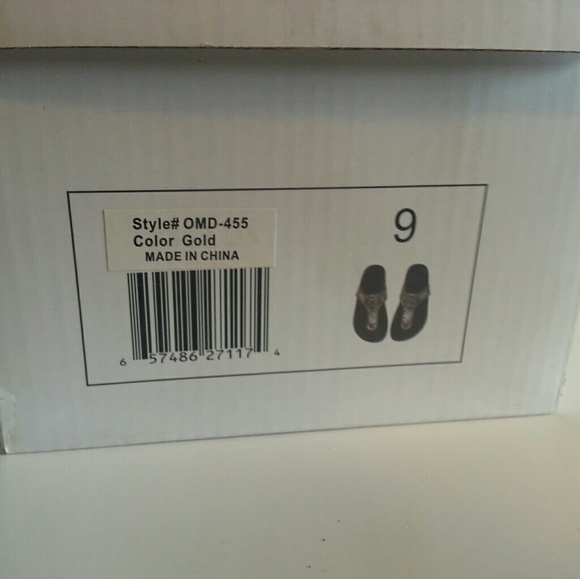 Style# OMD-455
Color Gold
MADE IN CHINA
6 57486 27117 4
9